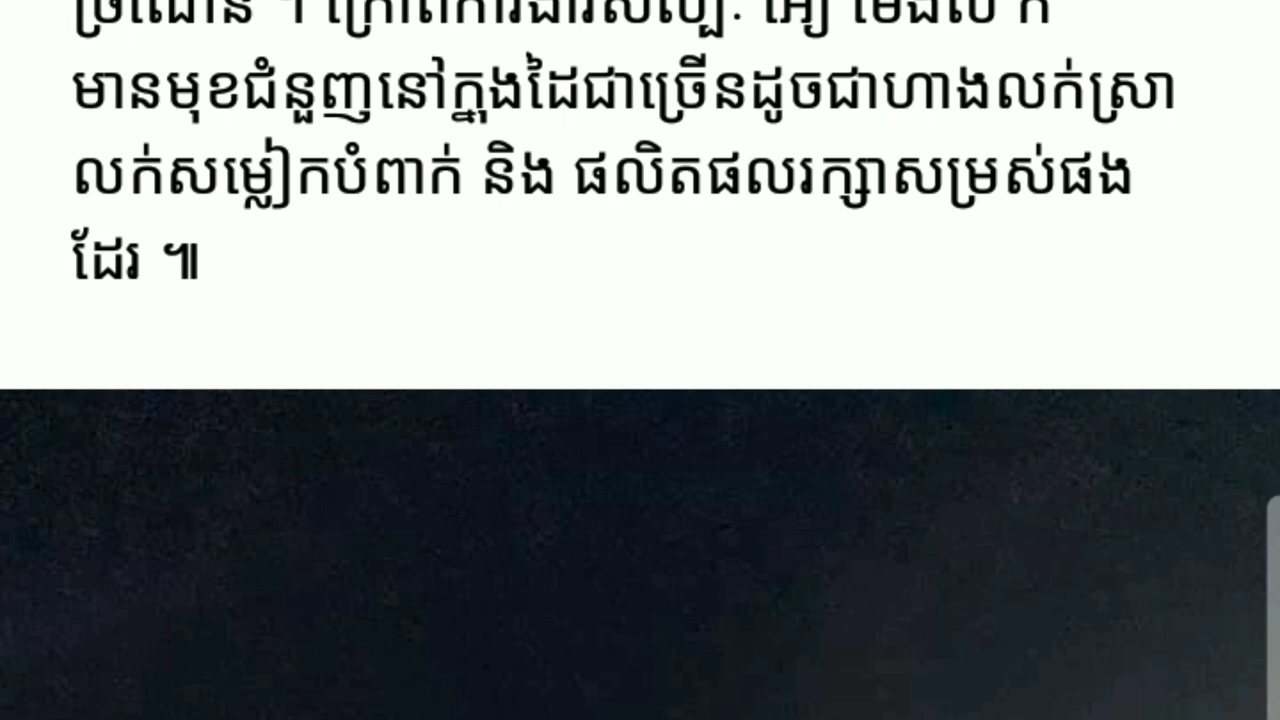 មានមុខជំនួញនៅក្នុងដៃជាច្រើនដូចជាហាងលក់ស្រា
លក់សម្លៀកបំពាក់ និង ផលិតផលរក្សាសម្រស់ផង
ដែរ ៕